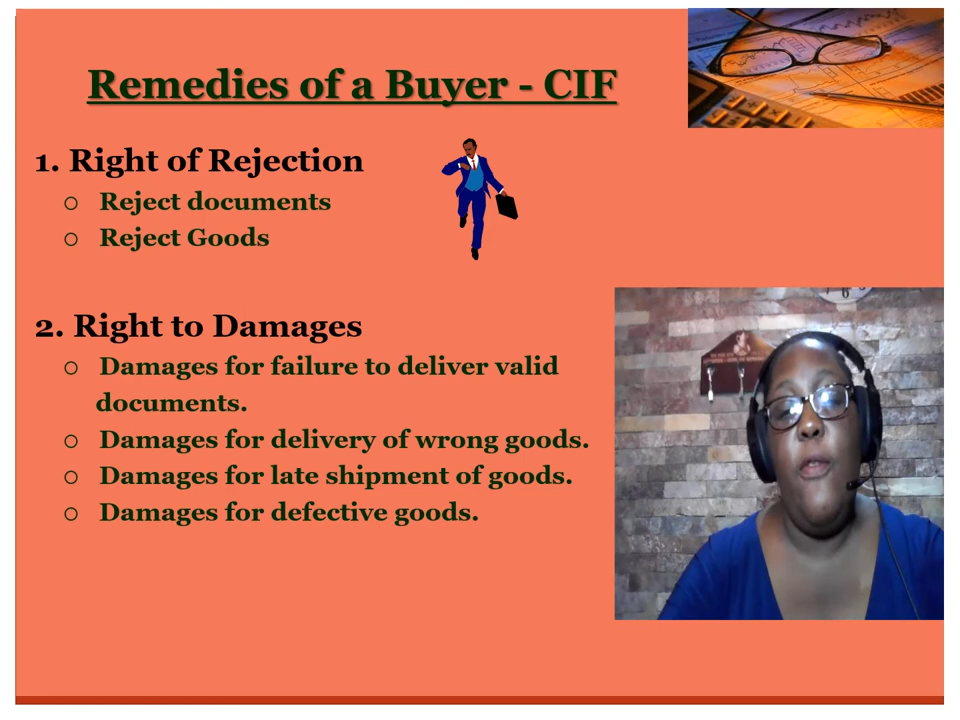 Remedies of a Buyer - CIF
1. Right of Rejection
○ Reject documents
○ Reject Goods
2. Right to Damages
○ Damages for failure to deliver valid
documents.
○ Damages for delivery of wrong goods.
○ Damages for late shipment of goods.
○ Damages for defective goods.